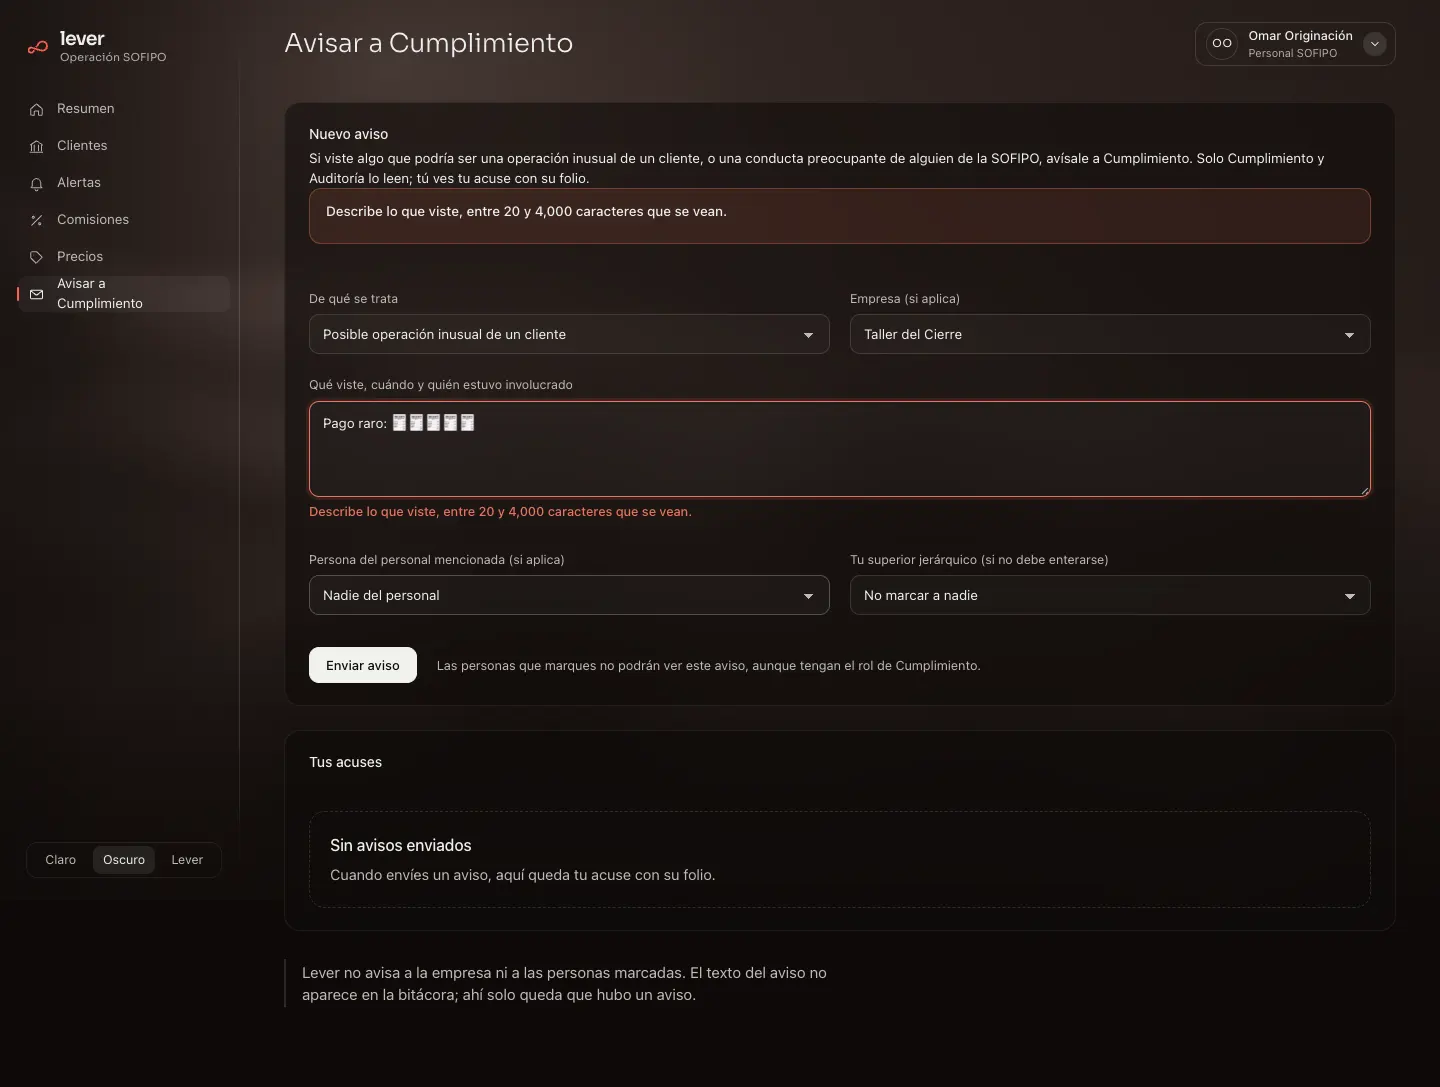 lever
Operación SOFIPO
Resumen
Clientes
Alertas
Comisiones
Precios
Avisar a
Cumplimiento
Claro
Oscuro
Lever
Avisar a Cumplimiento
OO
Omar Originación
Personal SOFIPO
Nuevo aviso
Si viste algo que podría ser una operación inusual de un cliente, o una conducta preocupante de alguien de la SOFIPO, avísale a Cumplimiento. Solo Cumplimiento y
Auditoría lo leen; tú ves tu acuse con su folio.
Describe lo que viste, entre 20 y 4,000 caracteres que se vean.
De qué se trata
Posible operación inusual de un cliente
Empresa (si aplica)
Taller del Cierre
Qué viste, cuándo y quién estuvo involucrado
Pago raro: 🧾🧾🧾🧾🧾
Describe lo que viste, entre 20 y 4,000 caracteres que se vean.
Persona del personal mencionada (si aplica)
Nadie del personal
Tu superior jerárquico (si no debe enterarse)
No marcar a nadie
Enviar aviso
Las personas que marques no podrán ver este aviso, aunque tengan el rol de Cumplimiento.
Tus acuses
Sin avisos enviados
Cuando envíes un aviso, aquí queda tu acuse con su folio.
Lever no avisa a la empresa ni a las personas marcadas. El texto del aviso no
aparece en la bitácora; ahí solo queda que hubo un aviso.